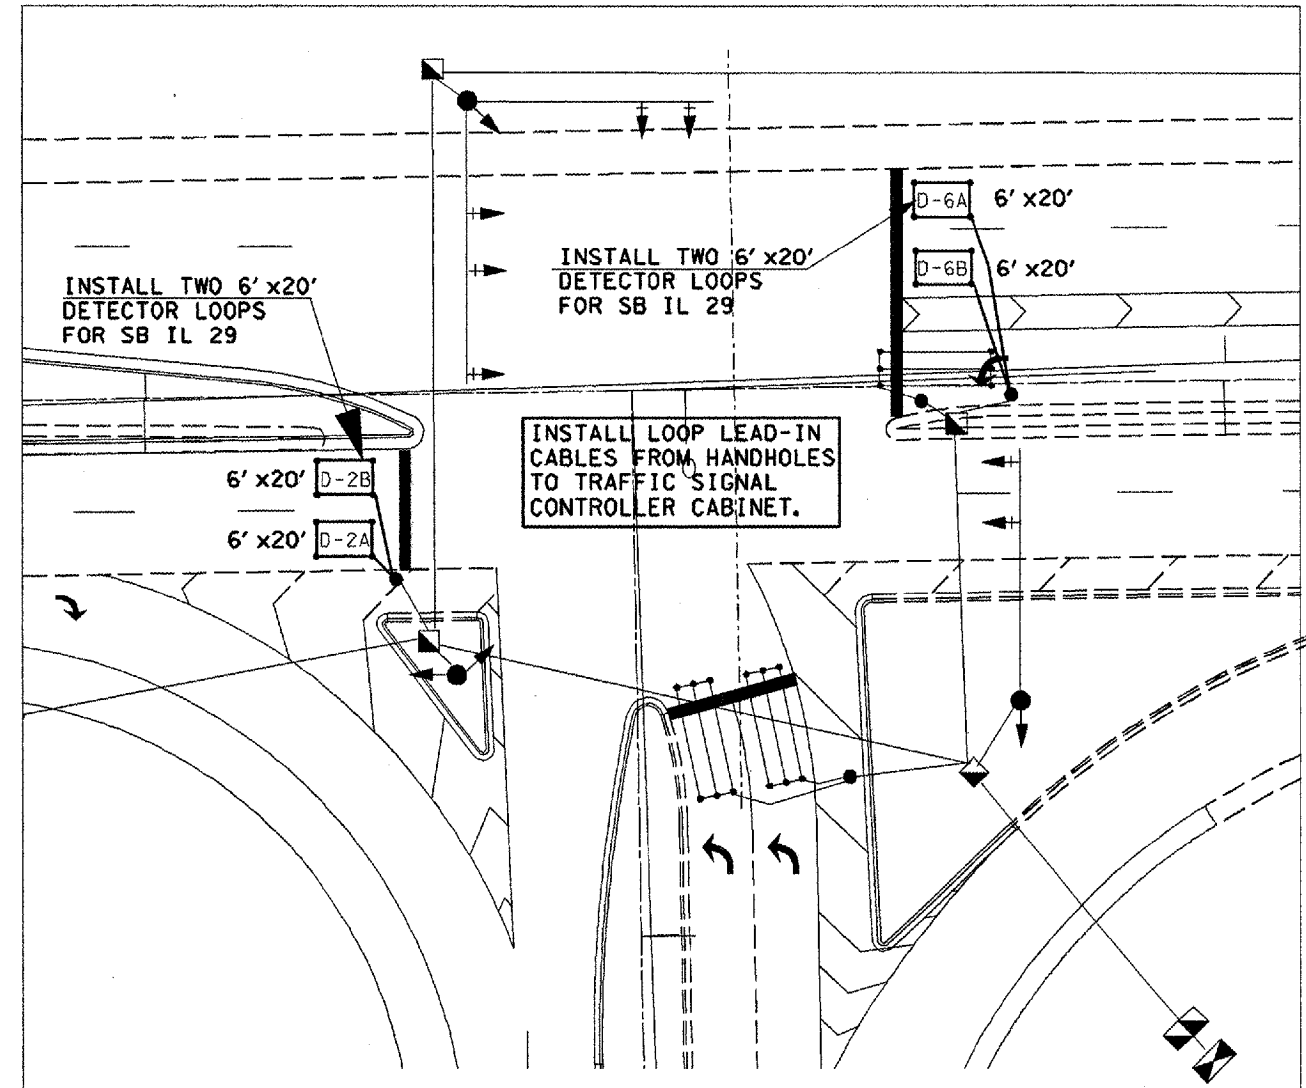 D-6A 6' x20'
INSTALL TWO 6' x20'
DETECTOR LOOPS
FOR SB IL 29
D-6B 6' x20'
INSTALL TWO 6' x20'
DETECTOR LOOPS
FOR SB IL 29
INSTALL LOOP LEAD-IN
CABLES FROM HANDHOLES
TO TRAFFIC SIGNAL
CONTROLLER CABINET.
6' x20' D-2B
6' x20' D-2A